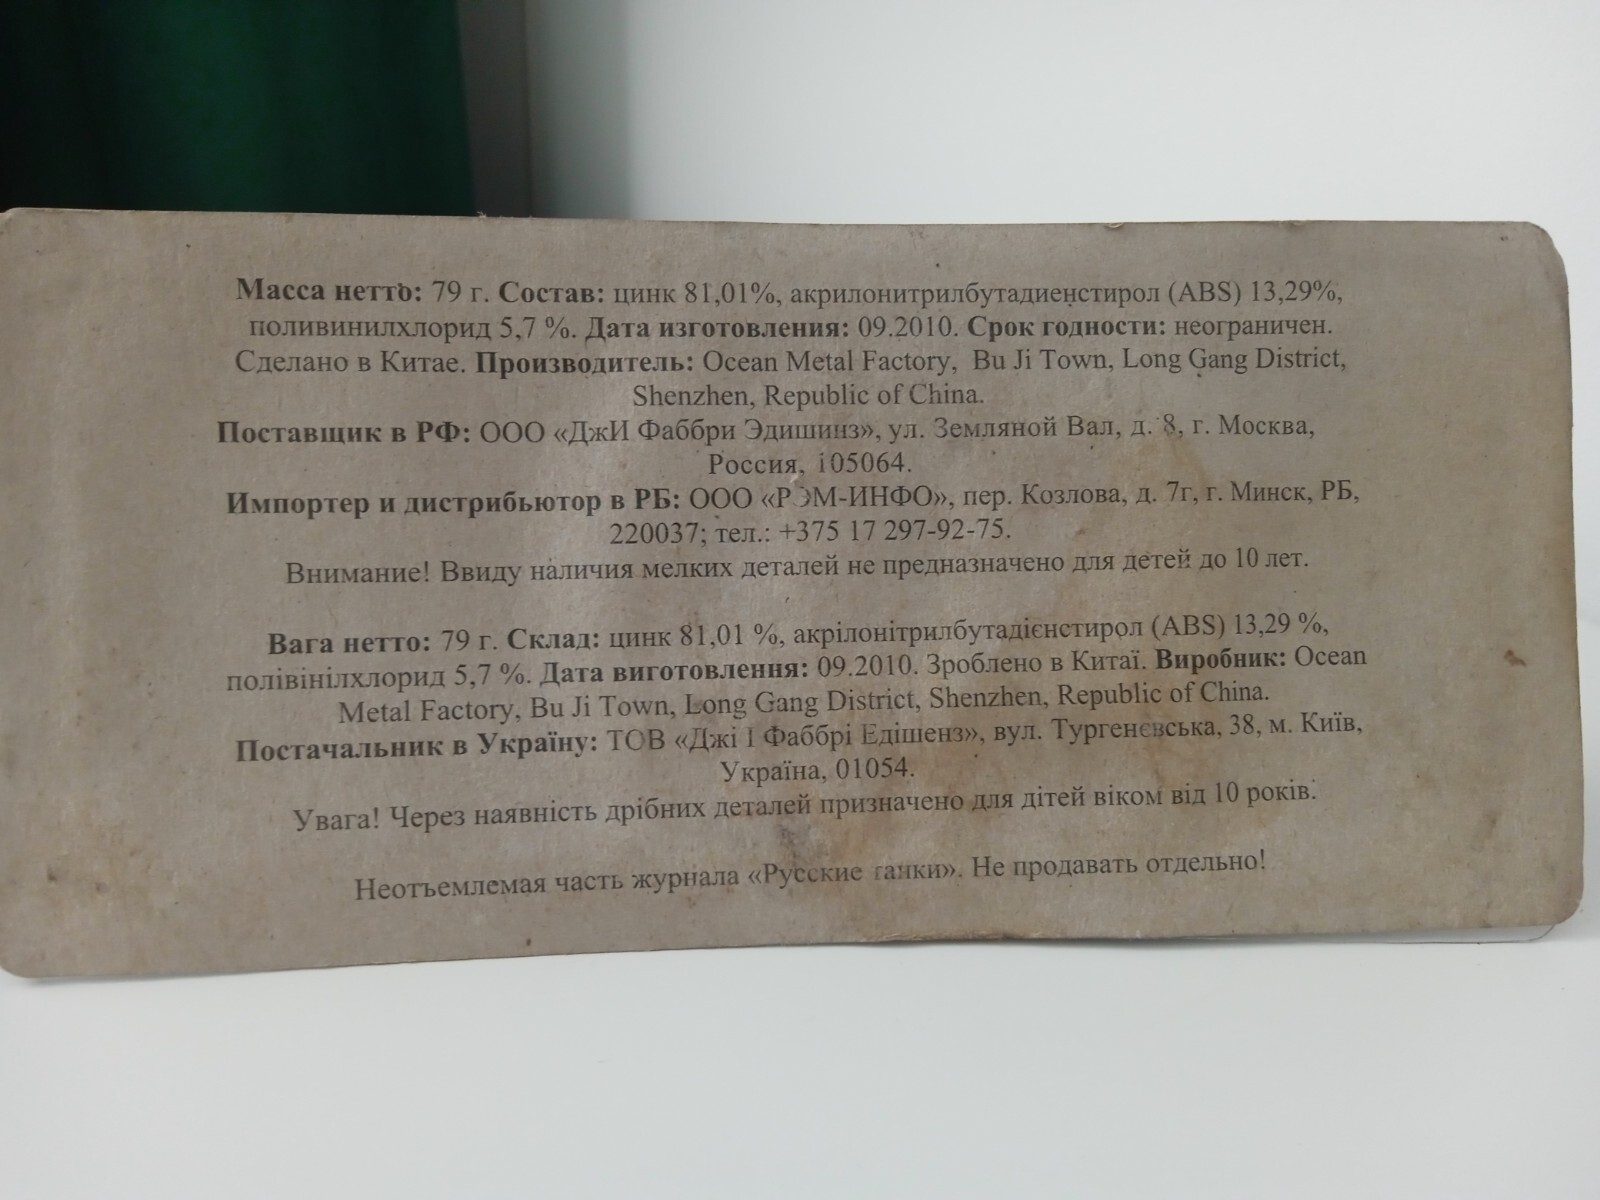 Масса нетто: 79 г. Состав: цинк 81,01%, акрилонитрилбутадиенстирол (ABS) 13,29%,
поливинилхлорид 5,7 %. Дата изготовления: 09.2010. Срок годности: неограничен.
Сделано в Китае. Производитель: Ocean Metal Factory, Bu Ji Town, Long Gang District,
Shenzhen, Republic of China.
Поставщик в РФ: ООО «ДжИ Фаббри Эдишинз», ул. Земляной Вал, д. 8, г. Москва,
Россия, 105064.
Импортер и дистрибьютор в РБ: ООО «РЭМ-ИНФО», пер. Козлова, д. 7г, г. Минск, РБ,
220037; тел.: +375 17 297-92-75.
Внимание! Ввиду наличия мелких деталей не предназначено для детей до 10 лет.
Вага нетто: 79 г. Склад: цинк 81,01 %, акрілонітрилбутадієнстирол (ABS) 13,29 %,
полівінілхлорид 5,7 %. Дата виготовлення: 09.2010. Зроблено в Китаї. Виробник: Ocean
Metal Factory, Bu Ji Town, Long Gang District, Shenzhen, Republic of China.
Постачальник в Україну: ТОВ «Джі І Фаббрі Едішенз», вул. Тургенєвська, 38, м. Київ,
Україна, 01054.
Увага! Через наявність дрібних деталей призначено для дітей віком від 10 років.
Неотъемлемая часть журнала «Русские танки». Не продавать отдельно!